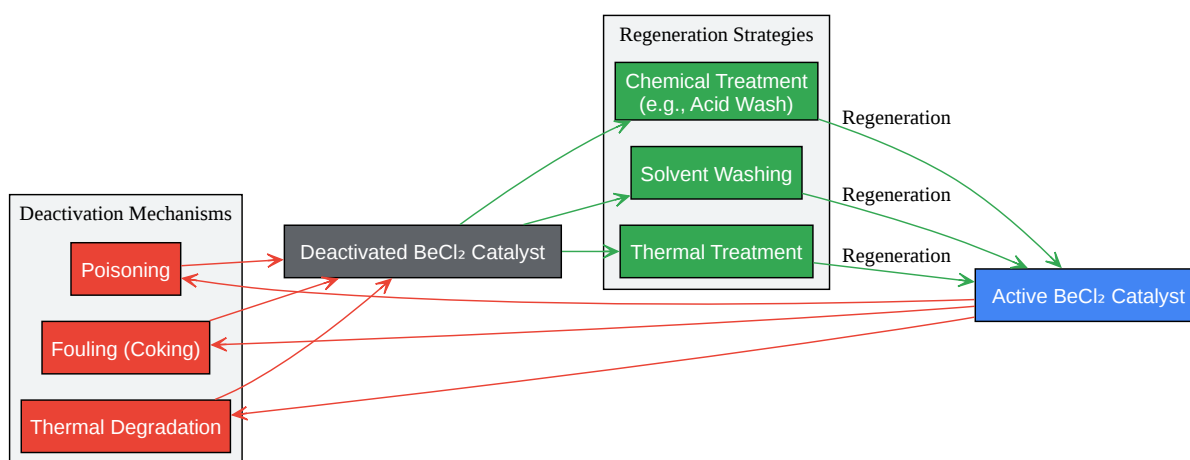 Deactivation Mechanisms
Poisoning
Fouling (Coking)
Thermal Degradation
Deactivated BeCl₂ Catalyst
Regeneration Strategies
Chemical Treatment
(e.g., Acid Wash)
Solvent Washing
Thermal Treatment
Regeneration
Regeneration
Regeneration
Active BeCl₂ Catalyst